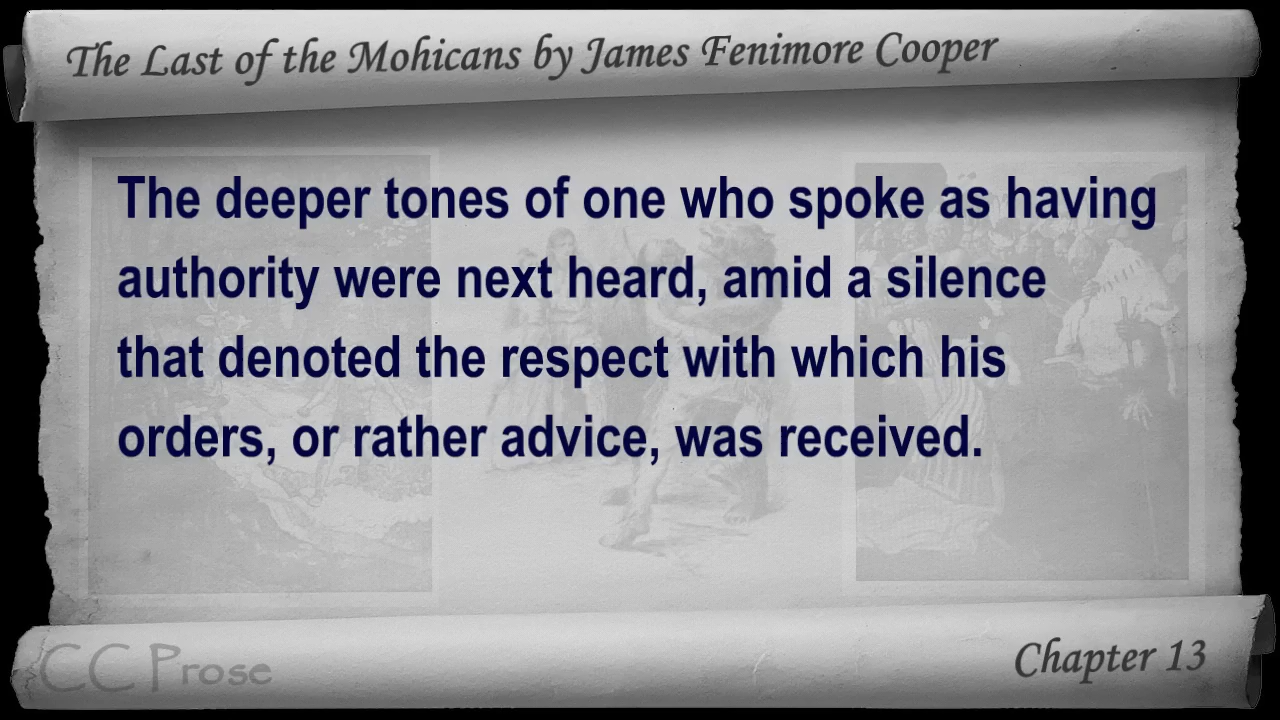 The Last of the Mohicans by James Fenimore Cooper
The deeper tones of one who spoke as having
authority were next heard, amid a silence
that denoted the respect with which his
orders, or rather advice, was received.
CC Prose
Chapter 13